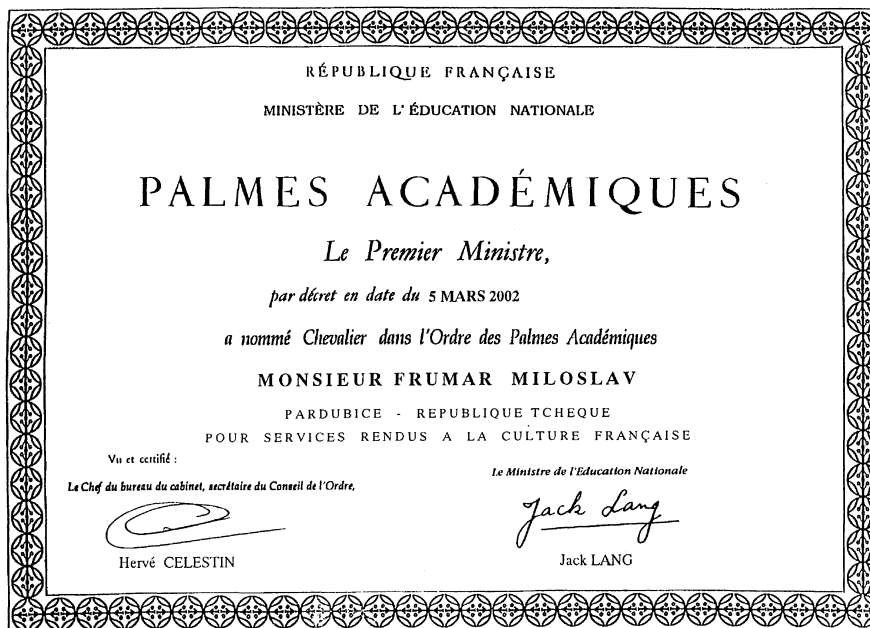 RÉPUBLIQUE FRANÇAISE
MINISTÈRE DE L'ÉDUCATION NATIONALE
PALMES ACADÉMIQUES
Le Premier Ministre,
par décret en date du 5 MARS 2002
a nommé Chevalier dans l'Ordre des Palmes Académiques
MONSIEUR FRUMAR MILOSLAV
PARDUBICE - REPUBLIQUE TCHEQUE
POUR SERVICES RENDUS A LA CULTURE FRANÇAISE
Vu et certifié :
Le Chef du bureau du cabinet, secrétaire du Conseil de l'Ordre,
Hervé CELESTIN
Le Ministre de l'Education Nationale
Jack Lang
Jack LANG